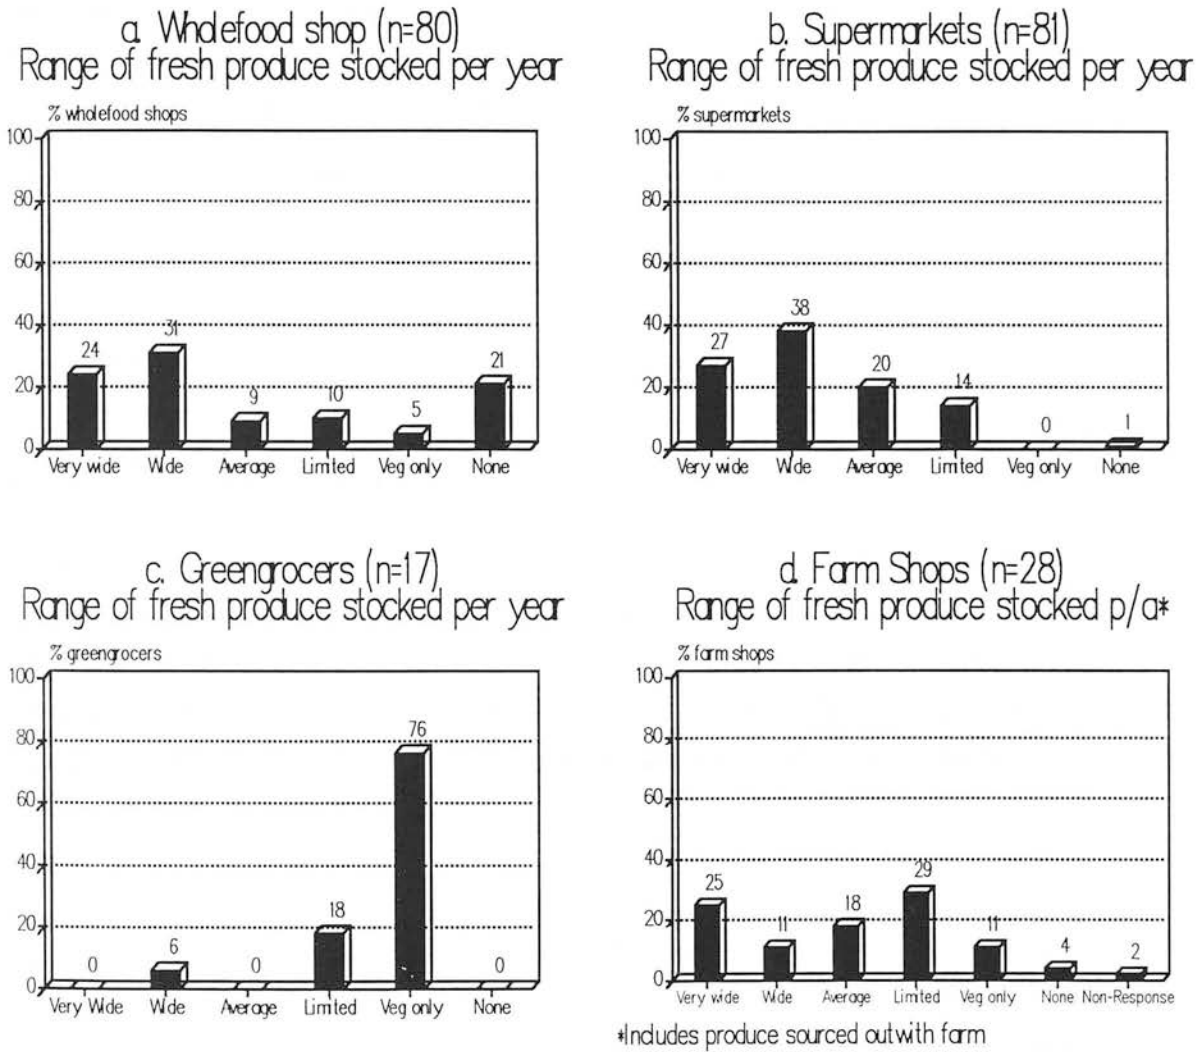 a. Wholefood shop (n=80)
Range of fresh produce stocked per year
% wholefood shops
100
80
60
40
20
0
24
31
9
10
5
21
Very wide Wide Average Limited Veg only None
b. Supermarkets (n=81)
Range of fresh produce stocked per year
% supermarkets
100
80
60
40
20
0
27
38
20
14
0
1
Very wide Wide Average Limited Veg only None
c. Greengrocers (n=17)
Range of fresh produce stocked per year
% greengrocers
100
80
60
40
20
0
0
6
0
18
76
0
Very Wide Wide Average Limited Veg only None
d. Farm Shops (n=28)
Range of fresh produce stocked p/a*
% farm shops
100
80
60
40
20
0
25
11
18
29
11
4
2
Very wide Wide Average Limited Veg only None Non-Response
*Includes produce sourced outwith farm